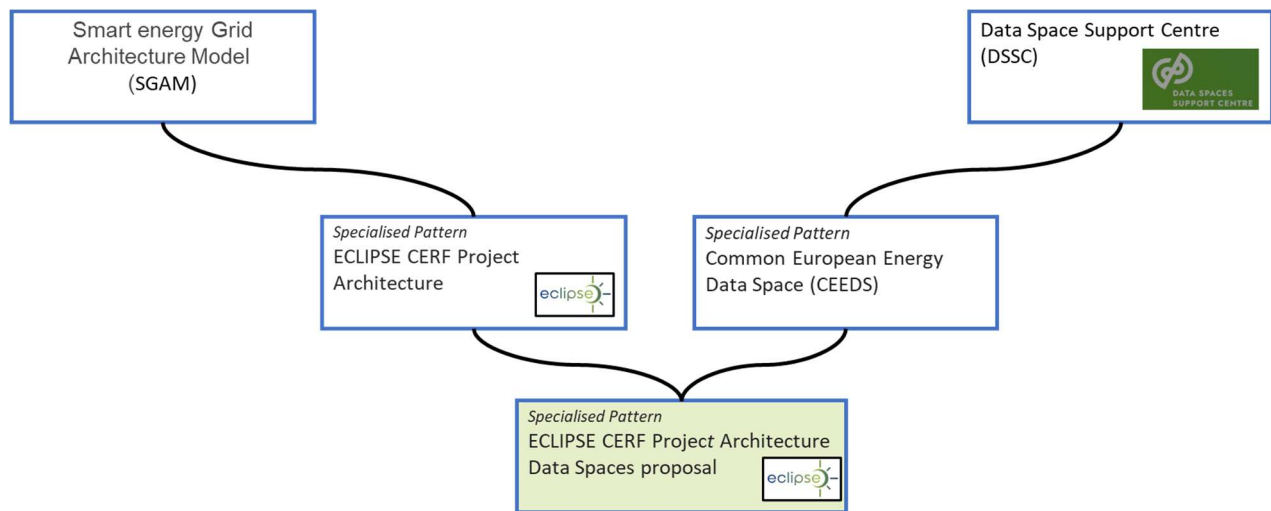 Smart energy Grid
Architecture Model
(SGAM)
Data Space Support Centre
(DSSC)
DATA SPACES
SUPPORT CENTRE
Specialised Pattern
ECLIPSE CERF Project
Architecture
eclipse
Specialised Pattern
Common European Energy
Data Space (CEEDS)
Specialised Pattern
ECLIPSE CERF Project Architecture
Data Spaces proposal
eclipse